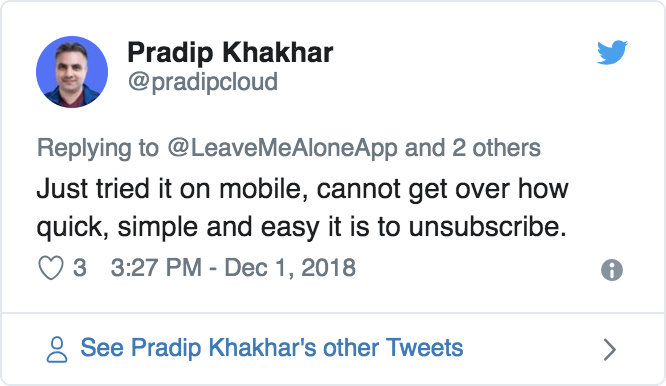 Pradip Khakhar
@pradipcloud
Replying to @LeaveMeAloneApp and 2 others
Just tried it on mobile, cannot get over how
quick, simple and easy it is to unsubscribe.
3 3:27 PM - Dec 1, 2018
See Pradip Khakhar's other Tweets